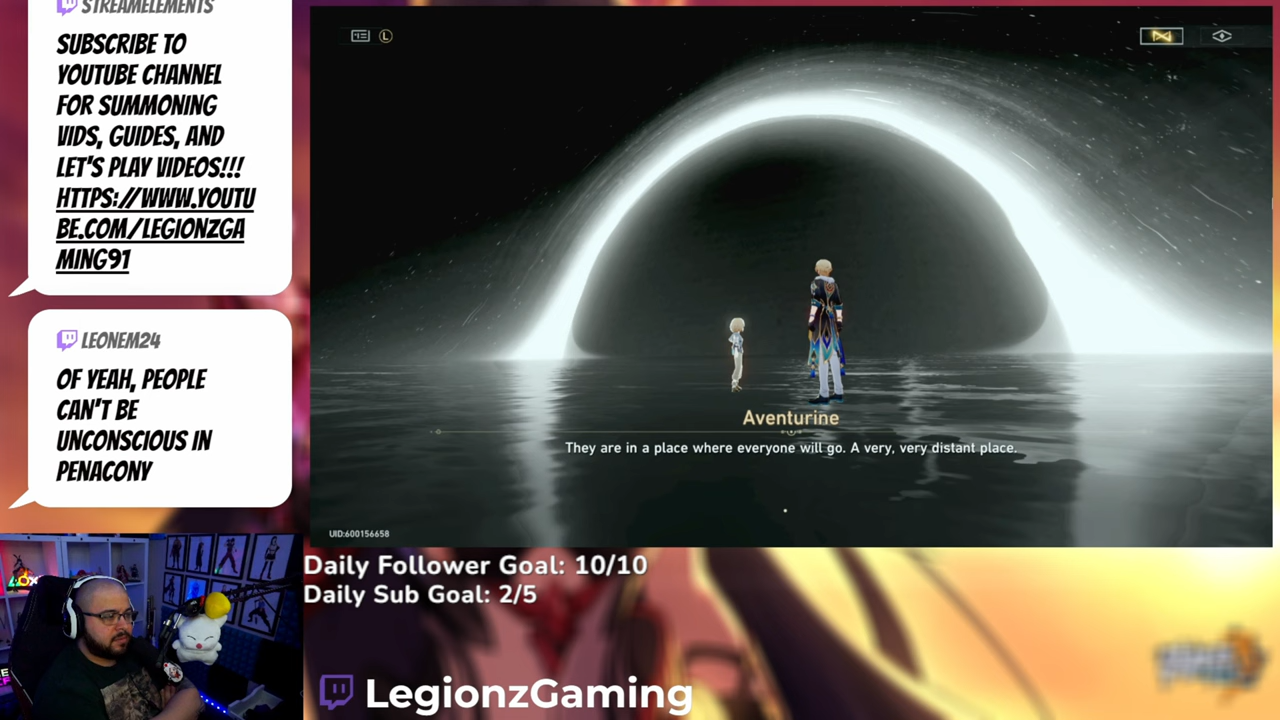 STREAMELEMENTS
SUBSCRIBE TO
YOUTUBE CHANNEL
FOR SUMMONING
VIDS, GUIDES, AND
LET'S PLAY VIDEOS!!!
HTTPS://WWW.YOUTU
BE.COM/LEGIONZGA
MING91
LEONEM24
OF YEAH, PEOPLE
CAN'T BE
UNCONSCIOUS IN
PENACONY
L
Aventurine
They are in a place where everyone will go. A very, very distant place.
UID:600156658
Daily Follower Goal: 10/10
Daily Sub Goal: 2/5
LegionzGaming